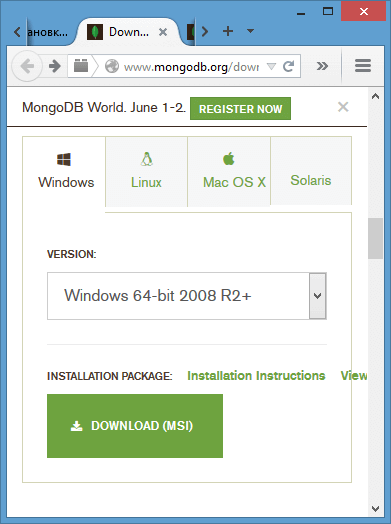 ановк...
Down...
www.mongodb.org/down
MongoDB World. June 1-2. REGISTER NOW
Windows
Linux
Mac OS X
Solaris
VERSION:
Windows 64-bit 2008 R2+
INSTALLATION PACKAGE: Installation Instructions View
DOWNLOAD (MSI)